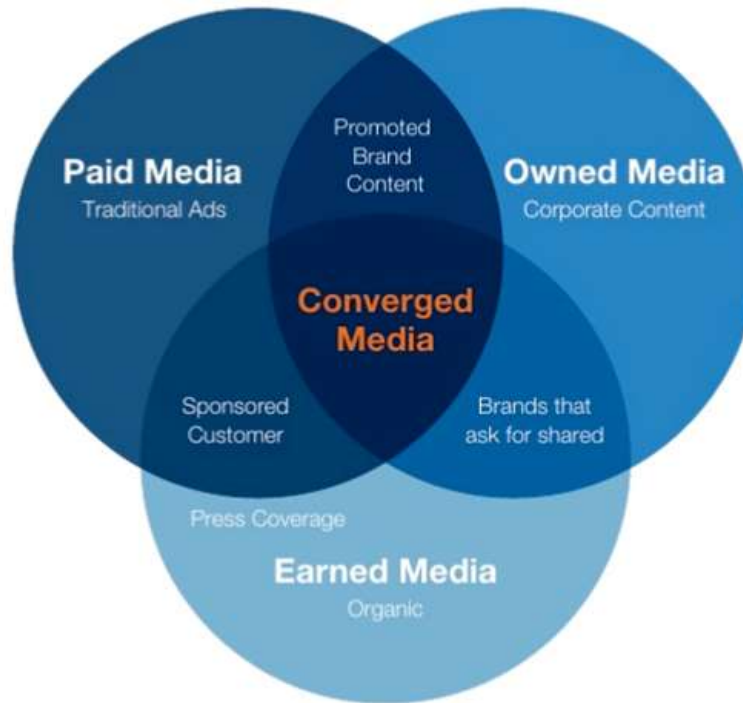 Promoted
Brand
Content
Paid Media
Traditional Ads
Owned Media
Corporate Content
Converged
Media
Sponsored
Customer
Brands that
ask for shared
Press Coverage
Earned Media
Organic